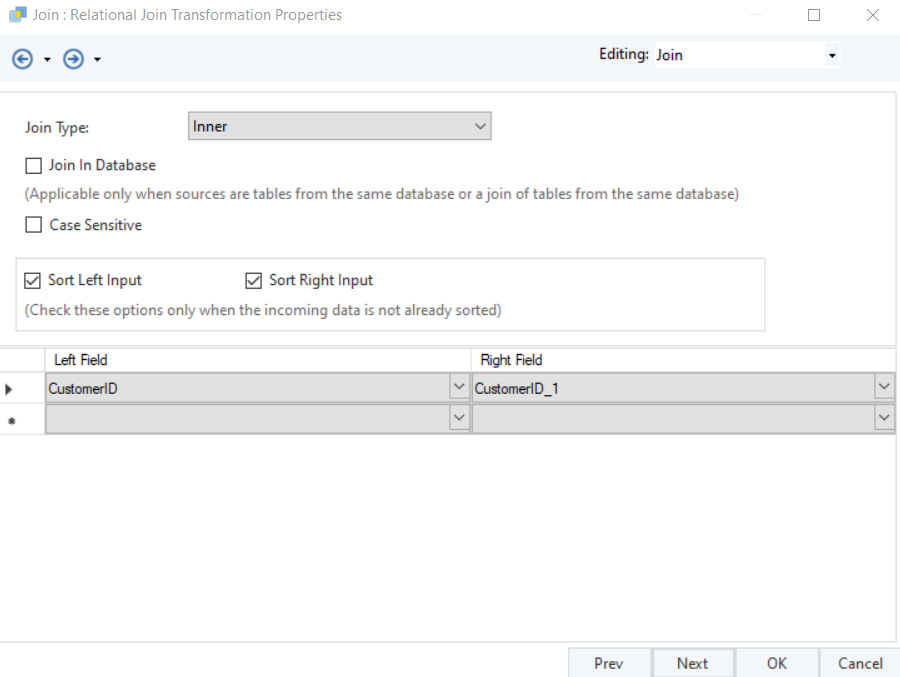 Join : Relational Join Transformation Properties
Editing: Join
Join Type: Inner
Join In Database
(Applicable only when sources are tables from the same database or a join of tables from the same database)
Case Sensitive
Sort Left Input Sort Right Input
(Check these options only when the incoming data is not already sorted)
Left Field Right Field
CustomerID CustomerID_1
Prev Next OK Cancel